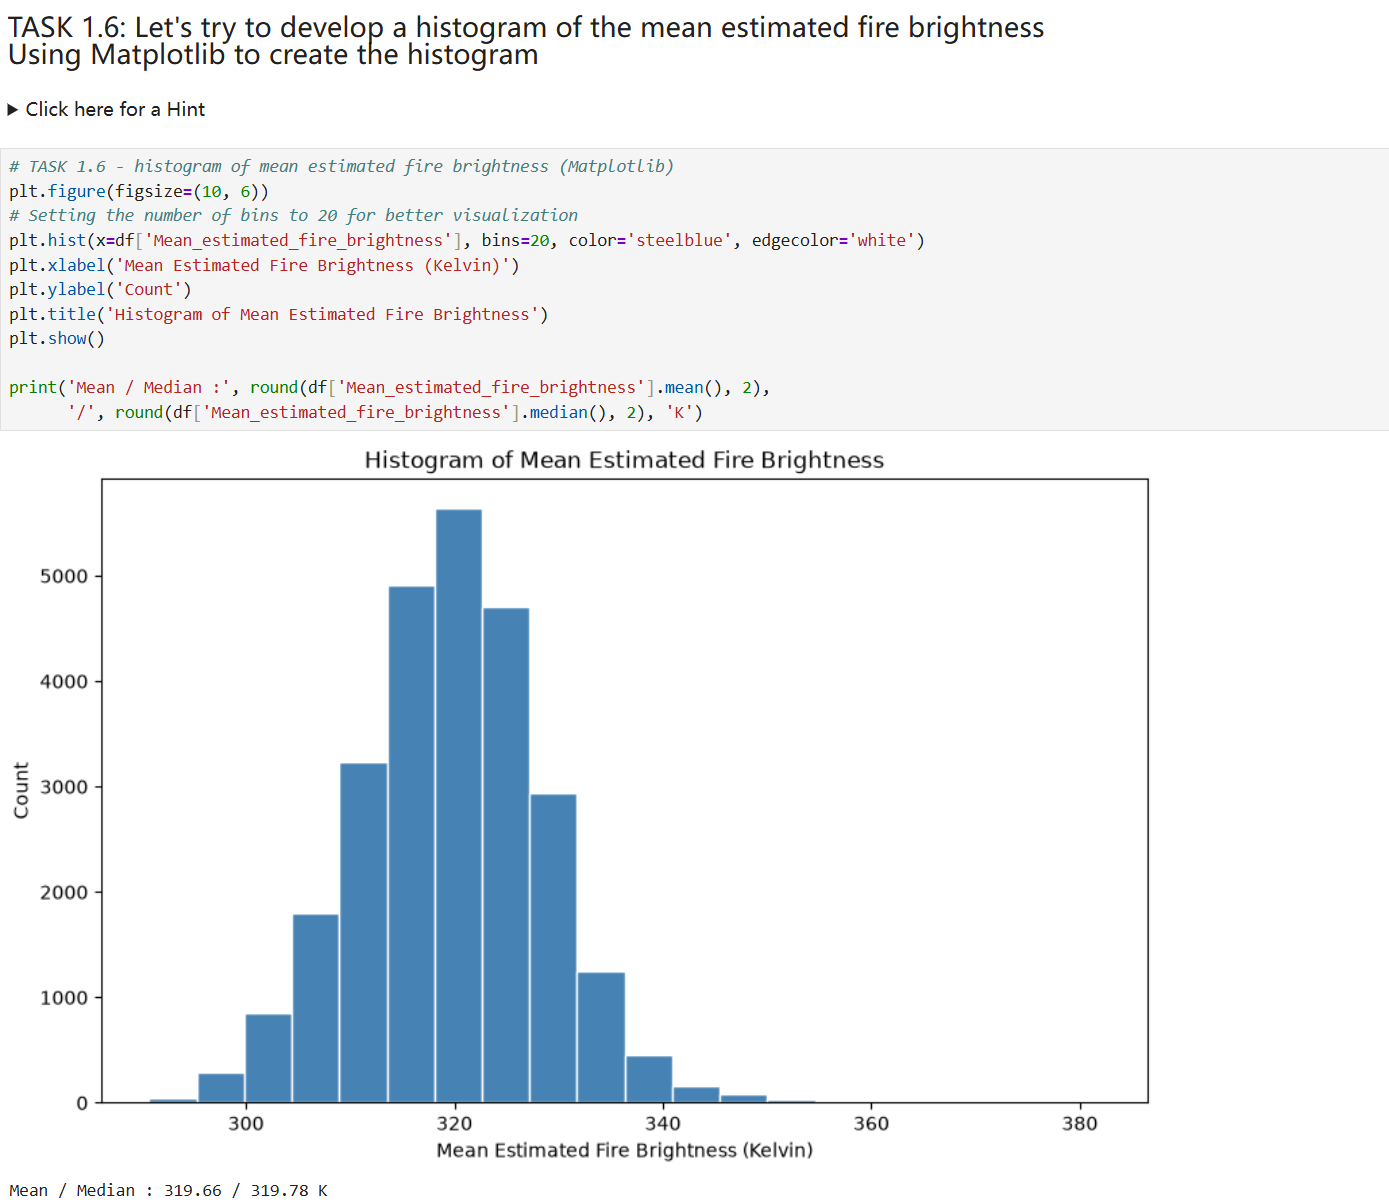 TASK 1.6: Let's try to develop a histogram of the mean estimated fire brightness
Using Matplotlib to create the histogram
▶ Click here for a Hint
# TASK 1.6 - histogram of mean estimated fire brightness (Matplotlib)
plt.figure(figsize=(10, 6))
# Setting the number of bins to 20 for better visualization
plt.hist(x=df['Mean_estimated_fire_brightness'], bins=20, color='steelblue', edgecolor='white')
plt.xlabel('Mean Estimated Fire Brightness (Kelvin)')
plt.ylabel('Count')
plt.title('Histogram of Mean Estimated Fire Brightness')
plt.show()
print('Mean / Median :', round(df['Mean_estimated_fire_brightness'].mean(), 2),
'/', round(df['Mean_estimated_fire_brightness'].median(), 2), 'K')
Histogram of Mean Estimated Fire Brightness
5000
4000
3000
2000
1000
0
Count
300 320 340 360 380
Mean Estimated Fire Brightness (Kelvin)
Mean / Median : 319.66 / 319.78 K